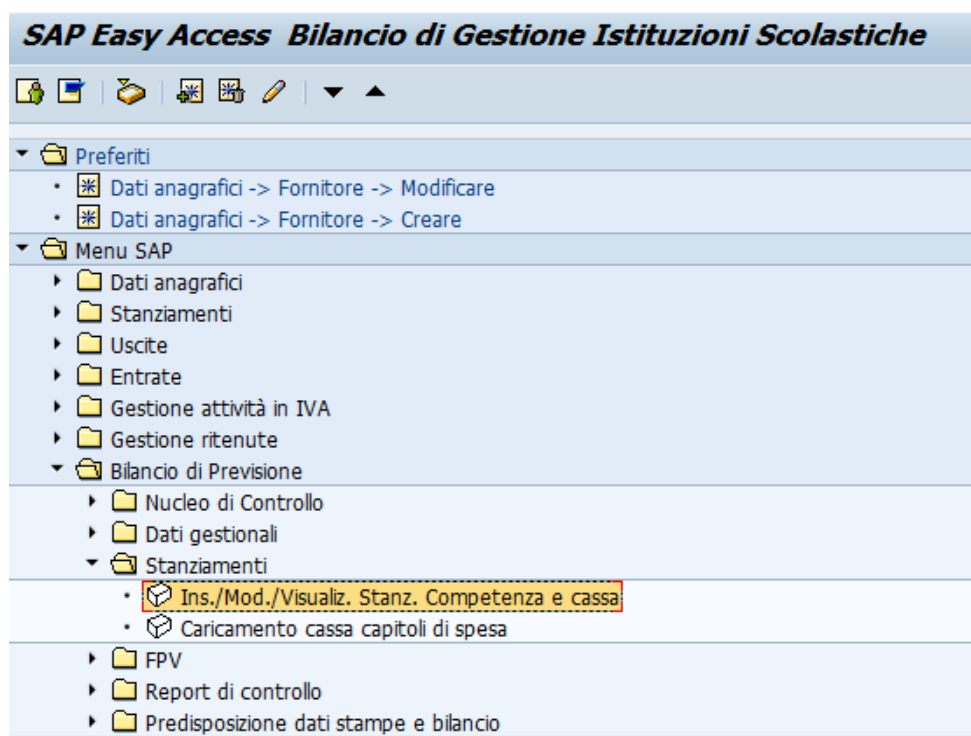 SAP Easy Access Bilancio di Gestione Istituzioni Scolastiche
Preferiti
Dati anagrafici -> Fornitore -> Modificare
Dati anagrafici -> Fornitore -> Creare
Menu SAP
Dati anagrafici
Stanziamenti
Uscite
Entrate
Gestione attività in IVA
Gestione ritenute
Bilancio di Previsione
Nucleo di Controllo
Dati gestionali
Stanziamenti
Ins./Mod./Visualiz. Stanz. Competenza e cassa
Caricamento cassa capitoli di spesa
FPV
Report di controllo
Predisposizione dati stampe e bilancio